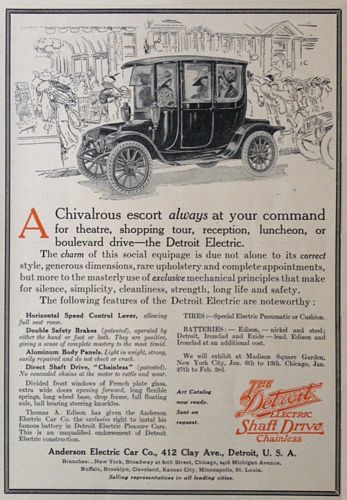 A Chivalrous escort always at your command
for theatre, shopping tour, reception, luncheon, or
boulevard drive—the Detroit Electric.
The charm of this social equipage is due not alone to its correct
style, generous dimensions, rare upholstery and complete appointments,
but more to the masterly use of exclusive mechanical principles that make
for silence, simplicity, cleanliness, strength, long life and safety.
The following features of the Detroit Electric are noteworthy:
Horizontal Speed Control Lever, allowing
full seat room.
Double Safety Brakes (patented), operated by
either the hand or foot or both. They are positive,
giving a sense of complete mastery to the most timid.
Aluminum Body Panels. Light in weight, strong,
easily repaired and do not check or crack.
Direct Shaft Drive, "Chainless" (patented).
No concealed chains at the motor to rattle and wear.
Divided front windows of French plate glass,
extra wide doors opening forward, long flexible
springs, long wheel base, drop frame, full floating
axle, ball bearing steering knuckles.
Thomas A. Edison has given the Anderson
Electric Car Co. the exclusive right to instal his
famous battery in Detroit Electric Pleasure Cars.
This is an unqualified endorsement of Detroit
Electric construction.
TIRES:—Special Electric Pneumatic or Cushion.
BATTERIES:— Edison, — nickel and steel;
Detroit, Ironclad and Exide —lead. Edison and
Ironclad at an additional cost.
We will exhibit at Madison Square Garden,
New York City, Jan. 6th to 13th. Chicago, Jan.
27th to Feb. 3rd.
Art Catalog
now ready.
Sent on
request.
THE
Detroit
ELECTRIC
Shaft Drive
Chainless
Anderson Electric Car Co., 412 Clay Ave., Detroit, U. S. A.
Branches:—New York, Broadway at 80th Street, Chicago, 2416 Michigan Avenue,
Buffalo, Brooklyn, Cleveland, Kansas City, Minneapolis, St. Louis.
Selling representatives in all leading cities.